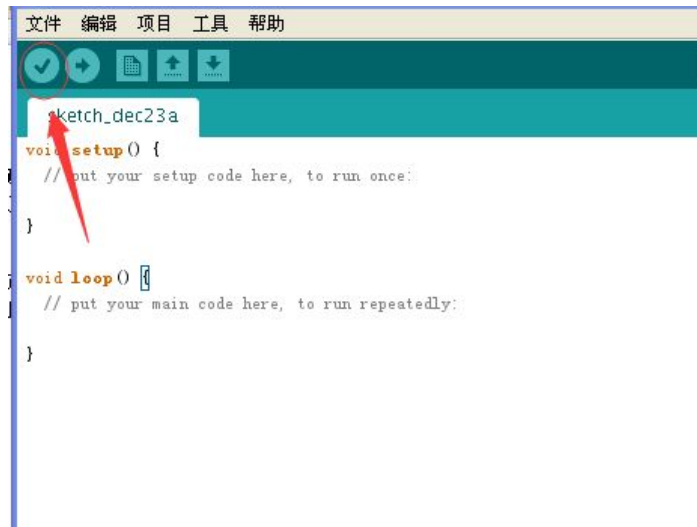 文件 编辑 项目 工具 帮助
sketch_dec23a
void setup() {
// put your setup code here, to run once:
}
void loop() {
// put your main code here, to run repeatedly:
}